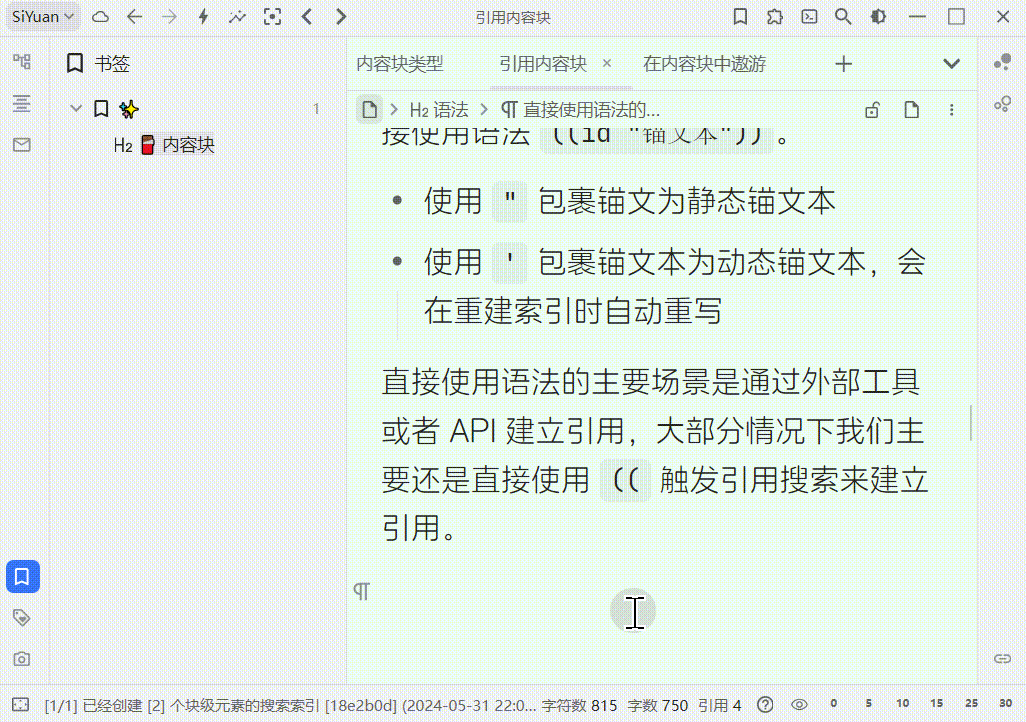 SiYuan
引用内容块
书签
1
H2 内容块
内容块类型
引用内容块
在内容块中遨游
H2 语法
直接使用语法的...
接使用语法 ((id "锚文本")) 。
使用 " 包裹锚文为静态锚文本
使用 ' 包裹锚文本为动态锚文本，会
在重建索引时自动重写
直接使用语法的主要场景是通过外部工具
或者 API 建立引用，大部分情况下我们主
要还是直接使用 (( 触发引用搜索来建立
引用。
[1/1] 已经创建 [2] 个块级元素的搜索索引 [18e2b0d] (2024-05-31 22:0... 字符数 815 字数 750 引用 4
0 5 10 15 25 30